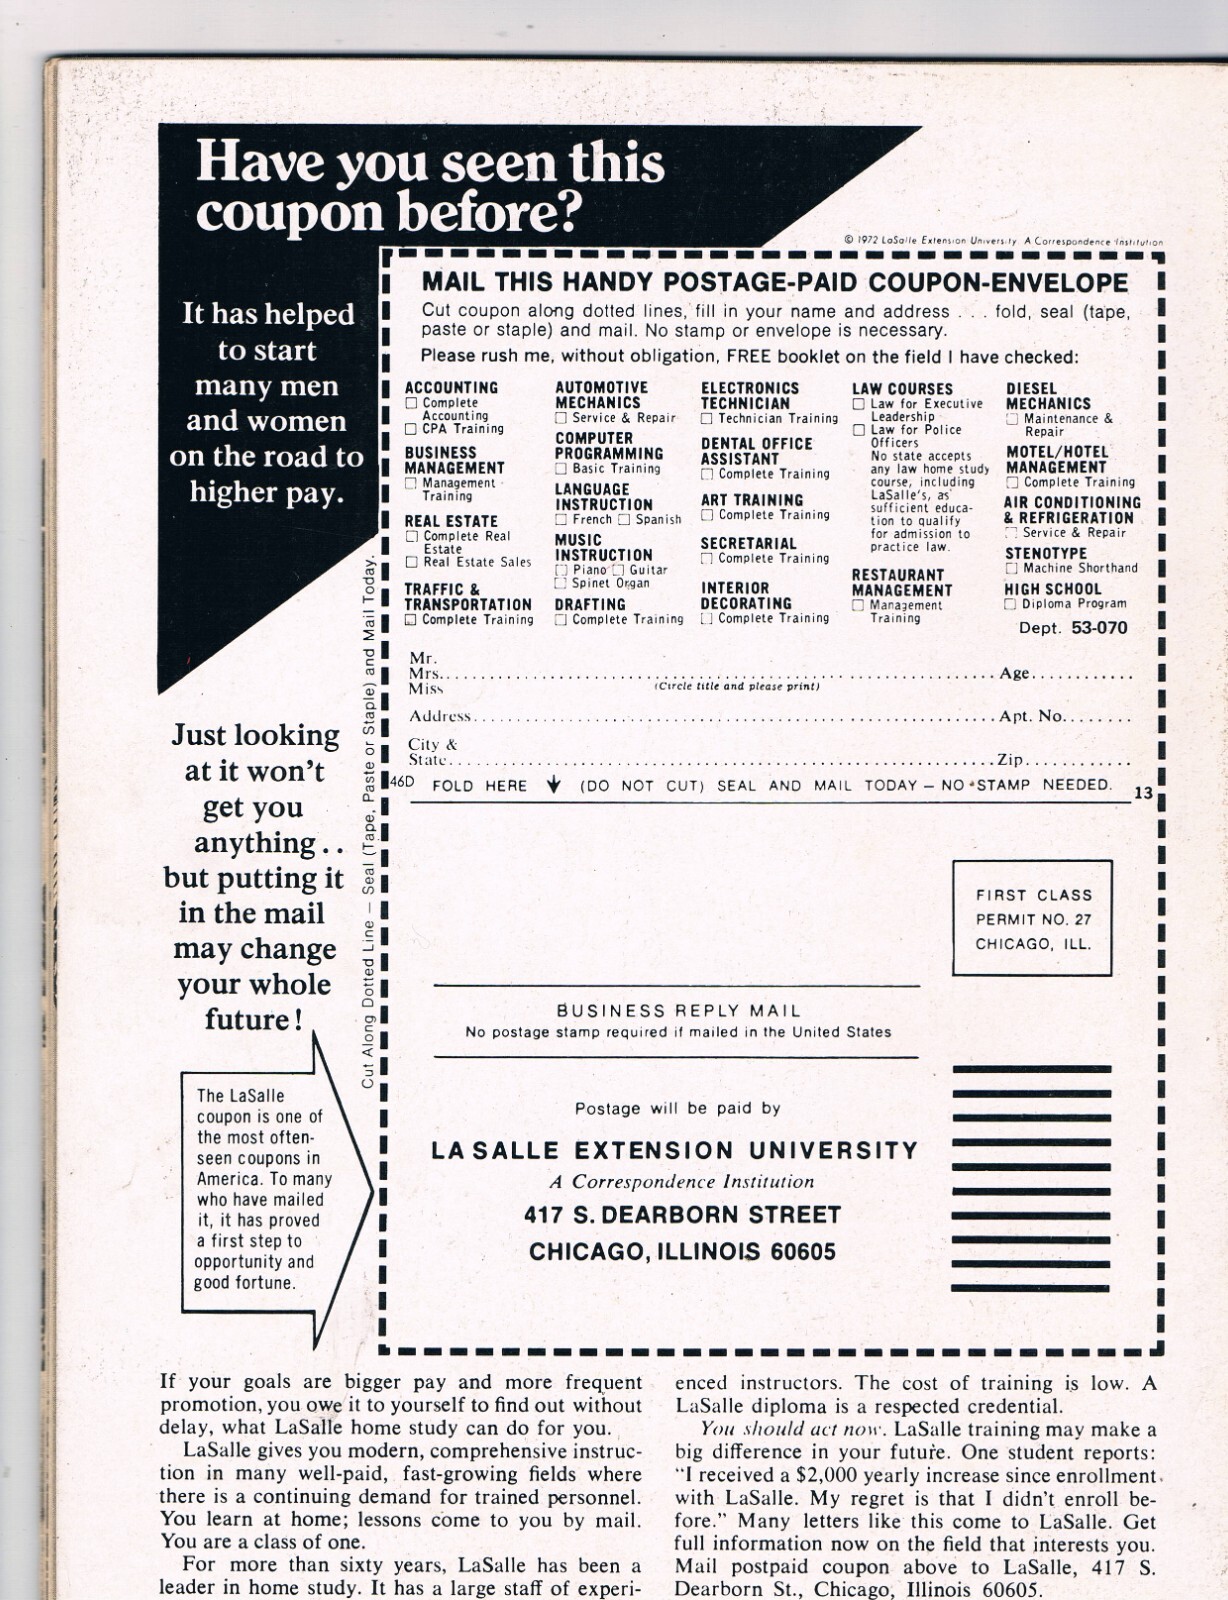 Have you seen this
coupon before?
It has helped
to start
many men
and women
on the road to
higher pay.
Just looking
at it won't
get you
anything . .
but putting it
in the mail
may change
your whole
future!
The LaSalle
coupon is one of
the most often-
seen coupons in
America. To many
who have mailed
it, it has proved
a first step to
opportunity and
good fortune.
Cut Along Dotted Line — Seal (Tape, Paste or Staple) and Mail Today.
© 1972 LaSalle Extension University A Correspondence Institution
MAIL THIS HANDY POSTAGE-PAID COUPON-ENVELOPE
Cut coupon along dotted lines, fill in your name and address . . . fold, seal (tape,
paste or staple) and mail. No stamp or envelope is necessary.
Please rush me, without obligation, FREE booklet on the field I have checked:
ACCOUNTING
☐ Complete
Accounting
☐ CPA Training
BUSINESS
MANAGEMENT
☐ Management
Training
REAL ESTATE
☐ Complete Real
Estate
☐ Real Estate Sales
TRAFFIC &
TRANSPORTATION
☐ Complete Training
AUTOMOTIVE
MECHANICS
☐ Service & Repair
COMPUTER
PROGRAMMING
☐ Basic Training
LANGUAGE
INSTRUCTION
☐ French ☐ Spanish
MUSIC
INSTRUCTION
☐ Piano ☐ Guitar
☐ Spinet Organ
DRAFTING
☐ Complete Training
ELECTRONICS
TECHNICIAN
☐ Technician Training
DENTAL OFFICE
ASSISTANT
☐ Complete Training
ART TRAINING
☐ Complete Training
SECRETARIAL
☐ Complete Training
INTERIOR
DECORATING
☐ Complete Training
LAW COURSES
☐ Law for Executive
Leadership
☐ Law for Police
Officers
No state accepts
any law home study
course, including
LaSalle's, as
sufficient educa-
tion to qualify
for admission to
practice law.
RESTAURANT
MANAGEMENT
☐ Management
Training
DIESEL
MECHANICS
☐ Maintenance &
Repair
MOTEL/HOTEL
MANAGEMENT
☐ Complete Training
AIR CONDITIONING
& REFRIGERATION
☐ Service & Repair
STENOTYPE
☐ Machine Shorthand
HIGH SCHOOL
☐ Diploma Program
Dept. 53-070
Mr.
Mrs. Age
Miss (Circle title and please print)
Address Apt. No.
City &
State Zip
46D FOLD HERE ↓ (DO NOT CUT) SEAL AND MAIL TODAY — NO STAMP NEEDED. 13
FIRST CLASS
PERMIT NO. 27
CHICAGO, ILL.
BUSINESS REPLY MAIL
No postage stamp required if mailed in the United States
Postage will be paid by
LA SALLE EXTENSION UNIVERSITY
A Correspondence Institution
417 S. DEARBORN STREET
CHICAGO, ILLINOIS 60605
If your goals are bigger pay and more frequent
promotion, you owe it to yourself to find out without
delay, what LaSalle home study can do for you.
LaSalle gives you modern, comprehensive instruc-
tion in many well-paid, fast-growing fields where
there is a continuing demand for trained personnel.
You learn at home; lessons come to you by mail.
You are a class of one.
For more than sixty years, LaSalle has been a
leader in home study. It has a large staff of experi-
enced instructors. The cost of training is low. A
LaSalle diploma is a respected credential.
You should act now. LaSalle training may make a
big difference in your future. One student reports:
"I received a $2,000 yearly increase since enrollment
with LaSalle. My regret is that I didn't enroll be-
fore." Many letters like this come to LaSalle. Get
full information now on the field that interests you.
Mail postpaid coupon above to LaSalle, 417 S.
Dearborn St., Chicago, Illinois 60605.